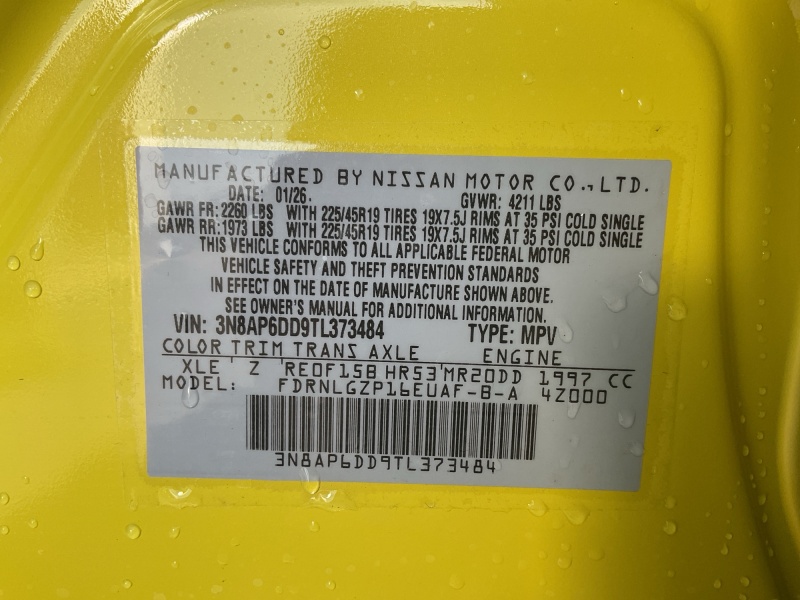 MANUFACTURED BY NISSAN MOTOR CO.,LTD.
DATE: 01/26. GVWR: 4211 LBS
GAWR FR: 2260 LBS WITH 225/45R19 TIRES 19X7.5J RIMS AT 35 PSI COLD SINGLE
GAWR RR: 1973 LBS WITH 225/45R19 TIRES 19X7.5J RIMS AT 35 PSI COLD SINGLE
THIS VEHICLE CONFORMS TO ALL APPLICABLE FEDERAL MOTOR
VEHICLE SAFETY AND THEFT PREVENTION STANDARDS
IN EFFECT ON THE DATE OF MANUFACTURE SHOWN ABOVE.
SEE OWNER'S MANUAL FOR ADDITIONAL INFORMATION.
VIN: 3N8AP6DD9TL373484 TYPE: MPV
COLOR TRIM TRANS AXLE ENGINE
XLE ' Z 'RE0F15B HR53'MR20DD 1997 CC
MODEL: FDRNLGZP16EUAF-B-A 4Z000
3N8AP6DD9TL373484